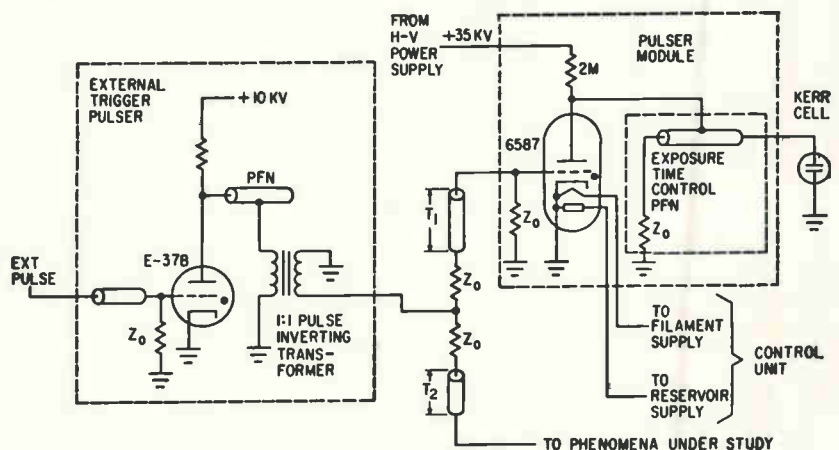 FROM
H-V
POWER
SUPPLY
+35 KV
PULSER
MODULE
2M
KERR
CELL
EXTERNAL
TRIGGER
PULSER
+10 KV
PFN
6587
EXPOSURE
TIME
CONTROL
PFN
T1
Z0
Z0
E-378
EXT
PULSE
Z0
1:1 PULSE
INVERTING
TRANS-
FORMER
Z0
Z0
T2
TO
FILAMENT
SUPPLY
TO
RESERVOIR
SUPPLY
CONTROL
UNIT
TO PHENOMENA UNDER STUDY